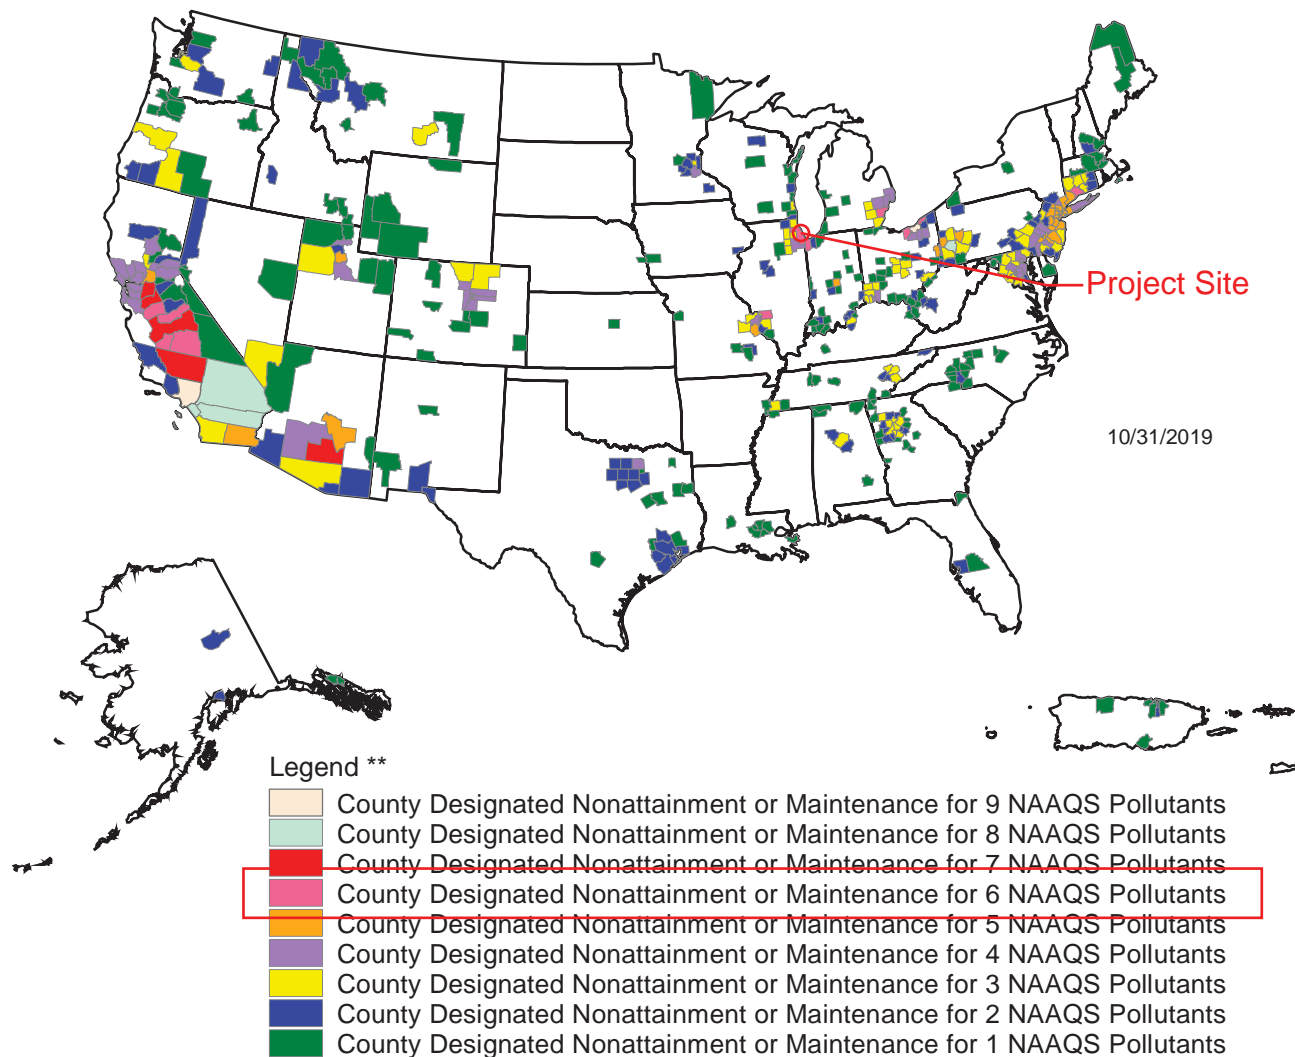 Project Site
10/31/2019
Legend **
County Designated Nonattainment or Maintenance for 9 NAAQS Pollutants
County Designated Nonattainment or Maintenance for 8 NAAQS Pollutants
County Designated Nonattainment or Maintenance for 7 NAAQS Pollutants
County Designated Nonattainment or Maintenance for 6 NAAQS Pollutants
County Designated Nonattainment or Maintenance for 5 NAAQS Pollutants
County Designated Nonattainment or Maintenance for 4 NAAQS Pollutants
County Designated Nonattainment or Maintenance for 3 NAAQS Pollutants
County Designated Nonattainment or Maintenance for 2 NAAQS Pollutants
County Designated Nonattainment or Maintenance for 1 NAAQS Pollutants